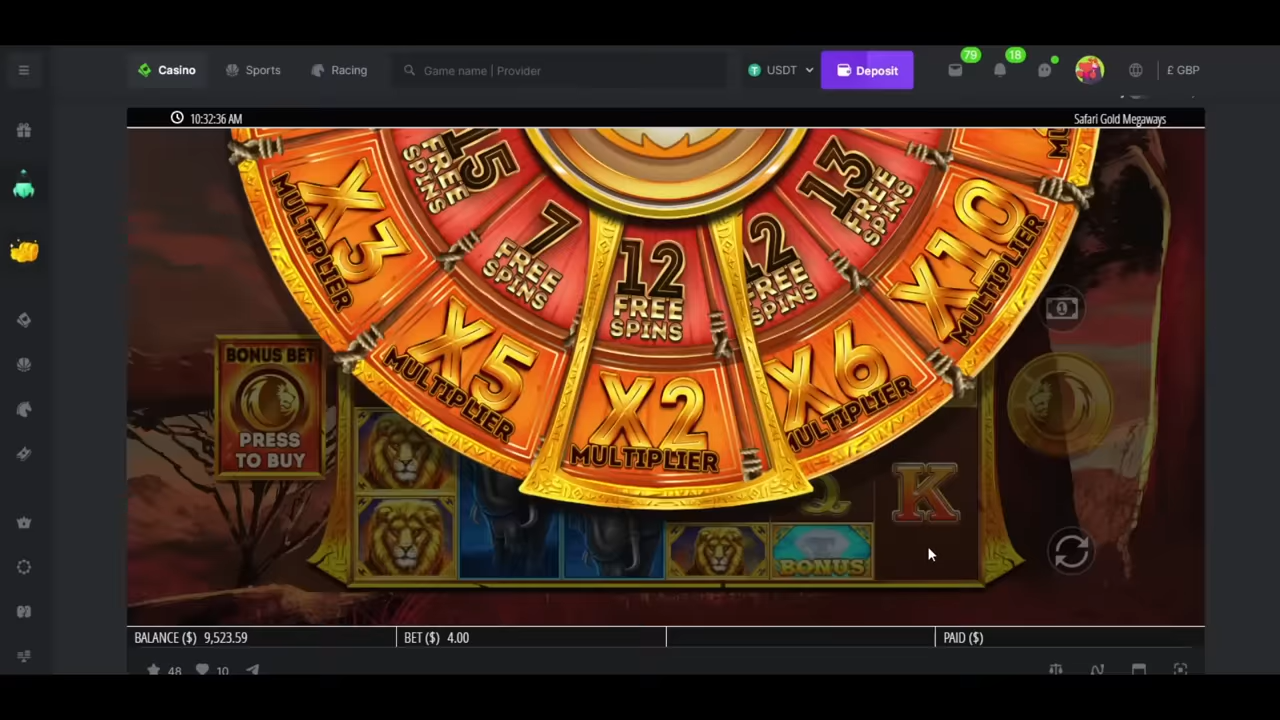 Casino
Sports
Racing
Game name | Provider
USDT
Deposit
79
18
£ GBP
10:32:36 AM
Safari Gold Megaways
15 FREE SPINS
7 FREE SPINS
12 FREE SPINS
12 FREE SPINS
13 FREE SPINS
X3 MULTIPLIER
X5 MULTIPLIER
X2 MULTIPLIER
X6 MULTIPLIER
X10 MULTIPLIER
BONUS BET
PRESS
TO BUY
Q
K
BONUS
BALANCE ($) 9,523.59
BET ($) 4.00
PAID ($)
48
10